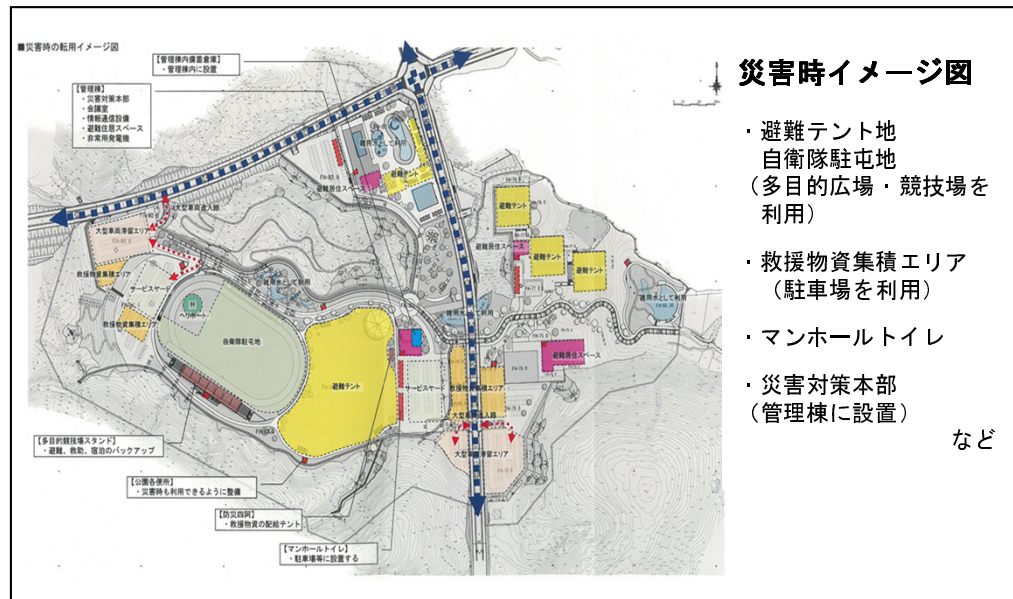 ■災害時の転用イメージ図
【管理棟内備蓄倉庫】
・管理棟内に設置
【管理棟】
・災害対策本部
・会議室
・情報通信設備
・避難住居スペース
・非常用発電機
災害時イメージ図
・避難テント地
自衛隊駐屯地
（多目的広場・競技場を
利用）
・救援物資集積エリア
（駐車場を利用）
・マンホールトイレ
・災害対策本部
（管理棟に設置）
など
雑用水として利用
避難テント
避難居住スペース
大型車両進入路
大型車両滞留エリア
救援物資集積エリア
サービスヤード
ヘリポート
H
救援物資集積エリア
自衛隊駐屯地
雑用水として利用
避難テント
避難テント
避難居住スペース
避難テント
避難テント
雑用水として利用
雑用水として利用
避難居住スペース
サービスヤード
救援物資集積エリア
大型車両進入路
大型車両滞留エリア
【多目的競技場スタンド】
・避難、救助、宿泊のバックアップ
【公園各便所】
・災害時も利用できるように整備
【防災四阿】
・救援物資の配給テント
【マンホールトイレ】
・駐車場等に設置する